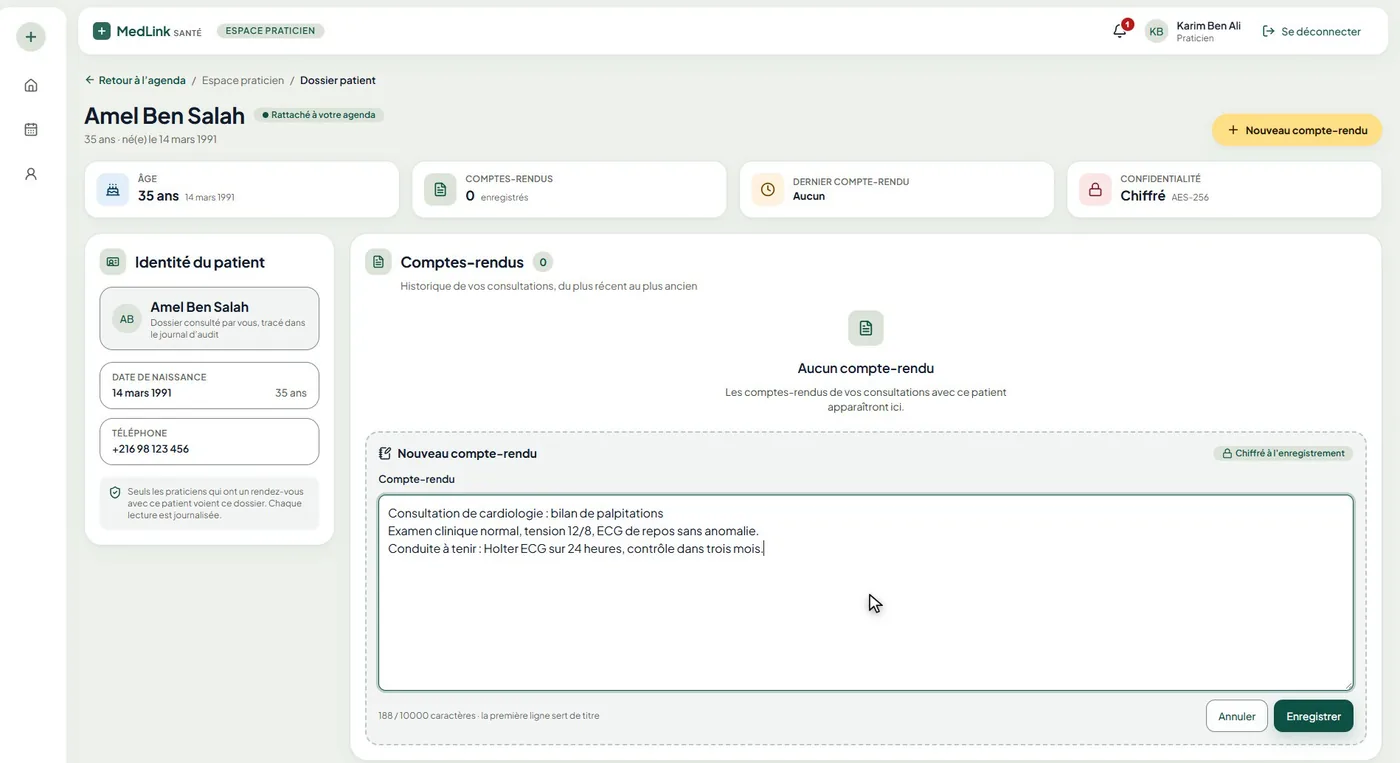 MedLink SANTÉ
ESPACE PRATICIEN
1
KB
Karim Ben Ali
Praticien
Se déconnecter
← Retour à l'agenda / Espace praticien / Dossier patient
Amel Ben Salah
Rattaché à votre agenda
35 ans · né(e) le 14 mars 1991
+ Nouveau compte-rendu
ÂGE
35 ans 14 mars 1991
COMPTES-RENDUS
0 enregistrés
DERNIER COMPTE-RENDU
Aucun
CONFIDENTIALITÉ
Chiffré AES-256
Identité du patient
AB
Amel Ben Salah
Dossier consulté par vous, tracé dans
le journal d'audit
DATE DE NAISSANCE
14 mars 1991 35 ans
TÉLÉPHONE
+216 98 123 456
Seuls les praticiens qui ont un rendez-vous
avec ce patient voient ce dossier. Chaque
lecture est journalisée.
Comptes-rendus 0
Historique de vos consultations, du plus récent au plus ancien
Aucun compte-rendu
Les comptes-rendus de vos consultations avec ce patient
apparaîtront ici.
Nouveau compte-rendu
Chiffré à l'enregistrement
Compte-rendu
Consultation de cardiologie : bilan de palpitations
Examen clinique normal, tension 12/8, ECG de repos sans anomalie.
Conduite à tenir : Holter ECG sur 24 heures, contrôle dans trois mois.
188 / 10000 caractères · la première ligne sert de titre
Annuler
Enregistrer